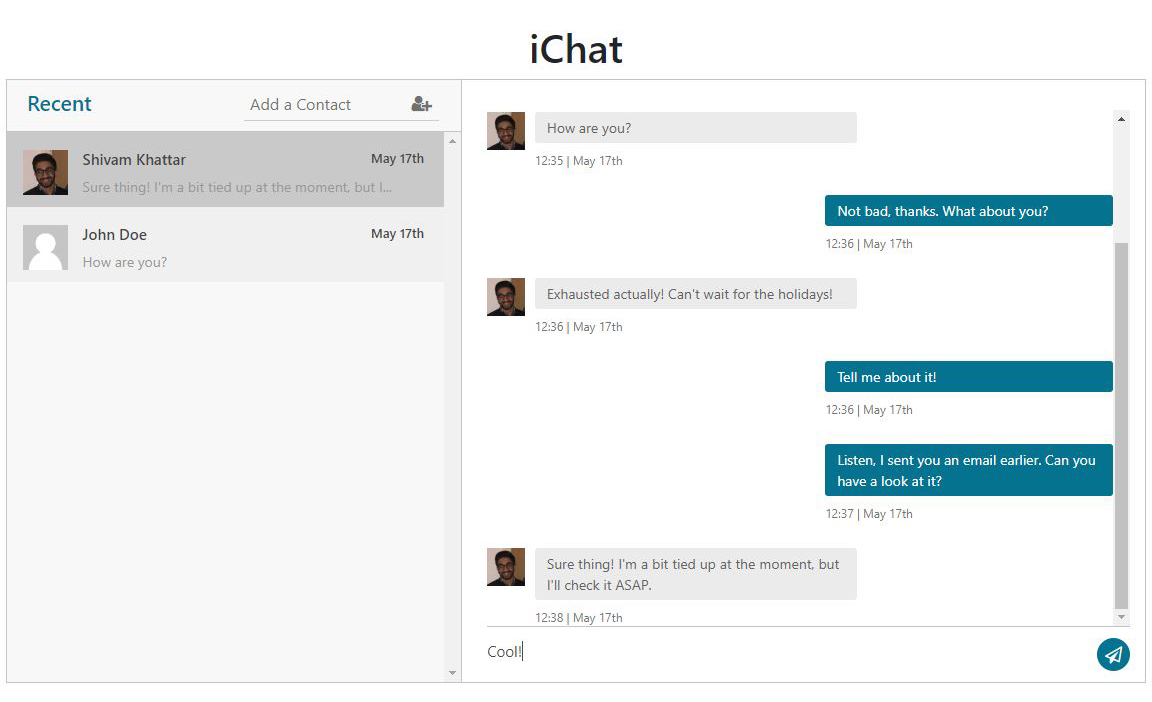 iChat
Recent
Add a Contact
Shivam Khattar
May 17th
Sure thing! I'm a bit tied up at the moment, but I...
John Doe
May 17th
How are you?
How are you?
12:35 | May 17th
Not bad, thanks. What about you?
12:36 | May 17th
Exhausted actually! Can't wait for the holidays!
12:36 | May 17th
Tell me about it!
12:36 | May 17th
Listen, I sent you an email earlier. Can you
have a look at it?
12:37 | May 17th
Sure thing! I'm a bit tied up at the moment, but
I'll check it ASAP.
12:38 | May 17th
Cool!